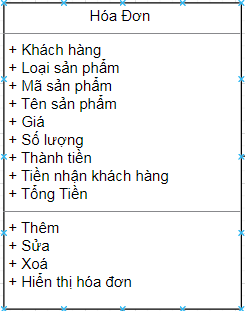 Hóa Đơn
+ Khách hàng
+ Loại sản phẩm
+ Mã sản phẩm
+ Tên sản phẩm
+ Giá
+ Số lượng
+ Thành tiền
+ Tiền nhận khách hàng
+ Tổng Tiền
+ Thêm
+ Sửa
+ Xoá
+ Hiển thị hóa đơn